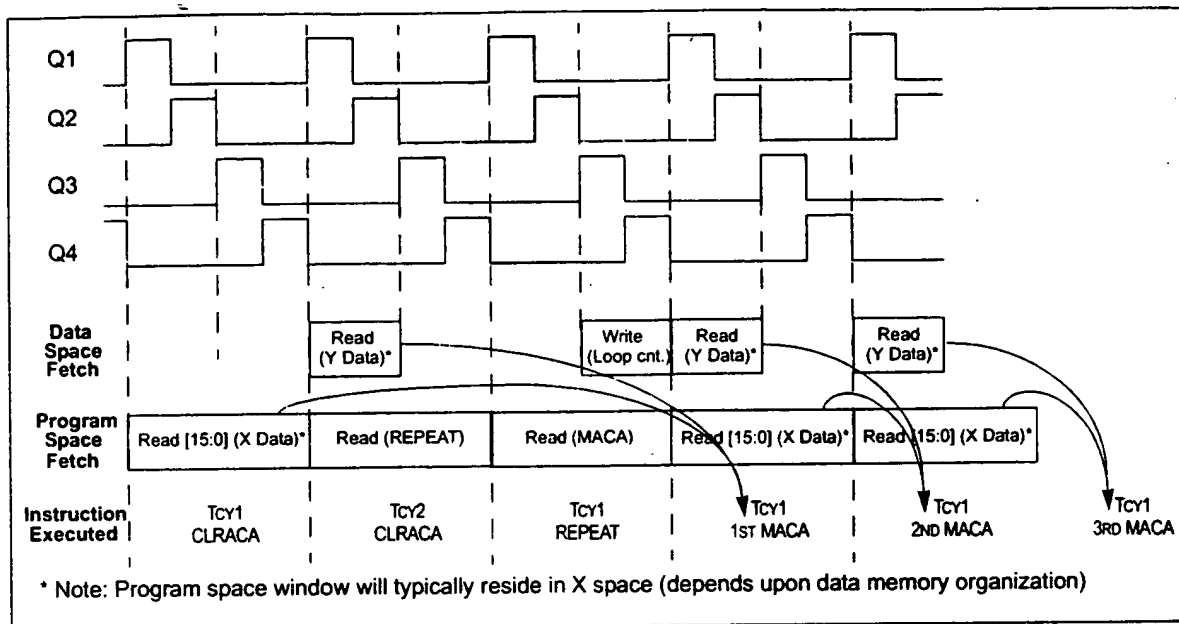 Q1
Q2
Q3
Q4
Data
Space
Fetch
Read
(Y Data)*
Write
(Loop cnt.)
Read
(Y Data)*
Read
(Y Data)*
Program
Space
Fetch
Read [15:0] (X Data)*
Read (REPEAT)
Read (MACA)
Read [15:0] (X Data)*
Read [15:0] (X Data)*
Instruction
Executed
TCY1
CLRACA
TCY2
CLRACA
TCY1
REPEAT
TCY1
1ST MACA
TCY1
2ND MACA
TCY1
3RD MACA
* Note: Program space window will typically reside in X space (depends upon data memory organization)